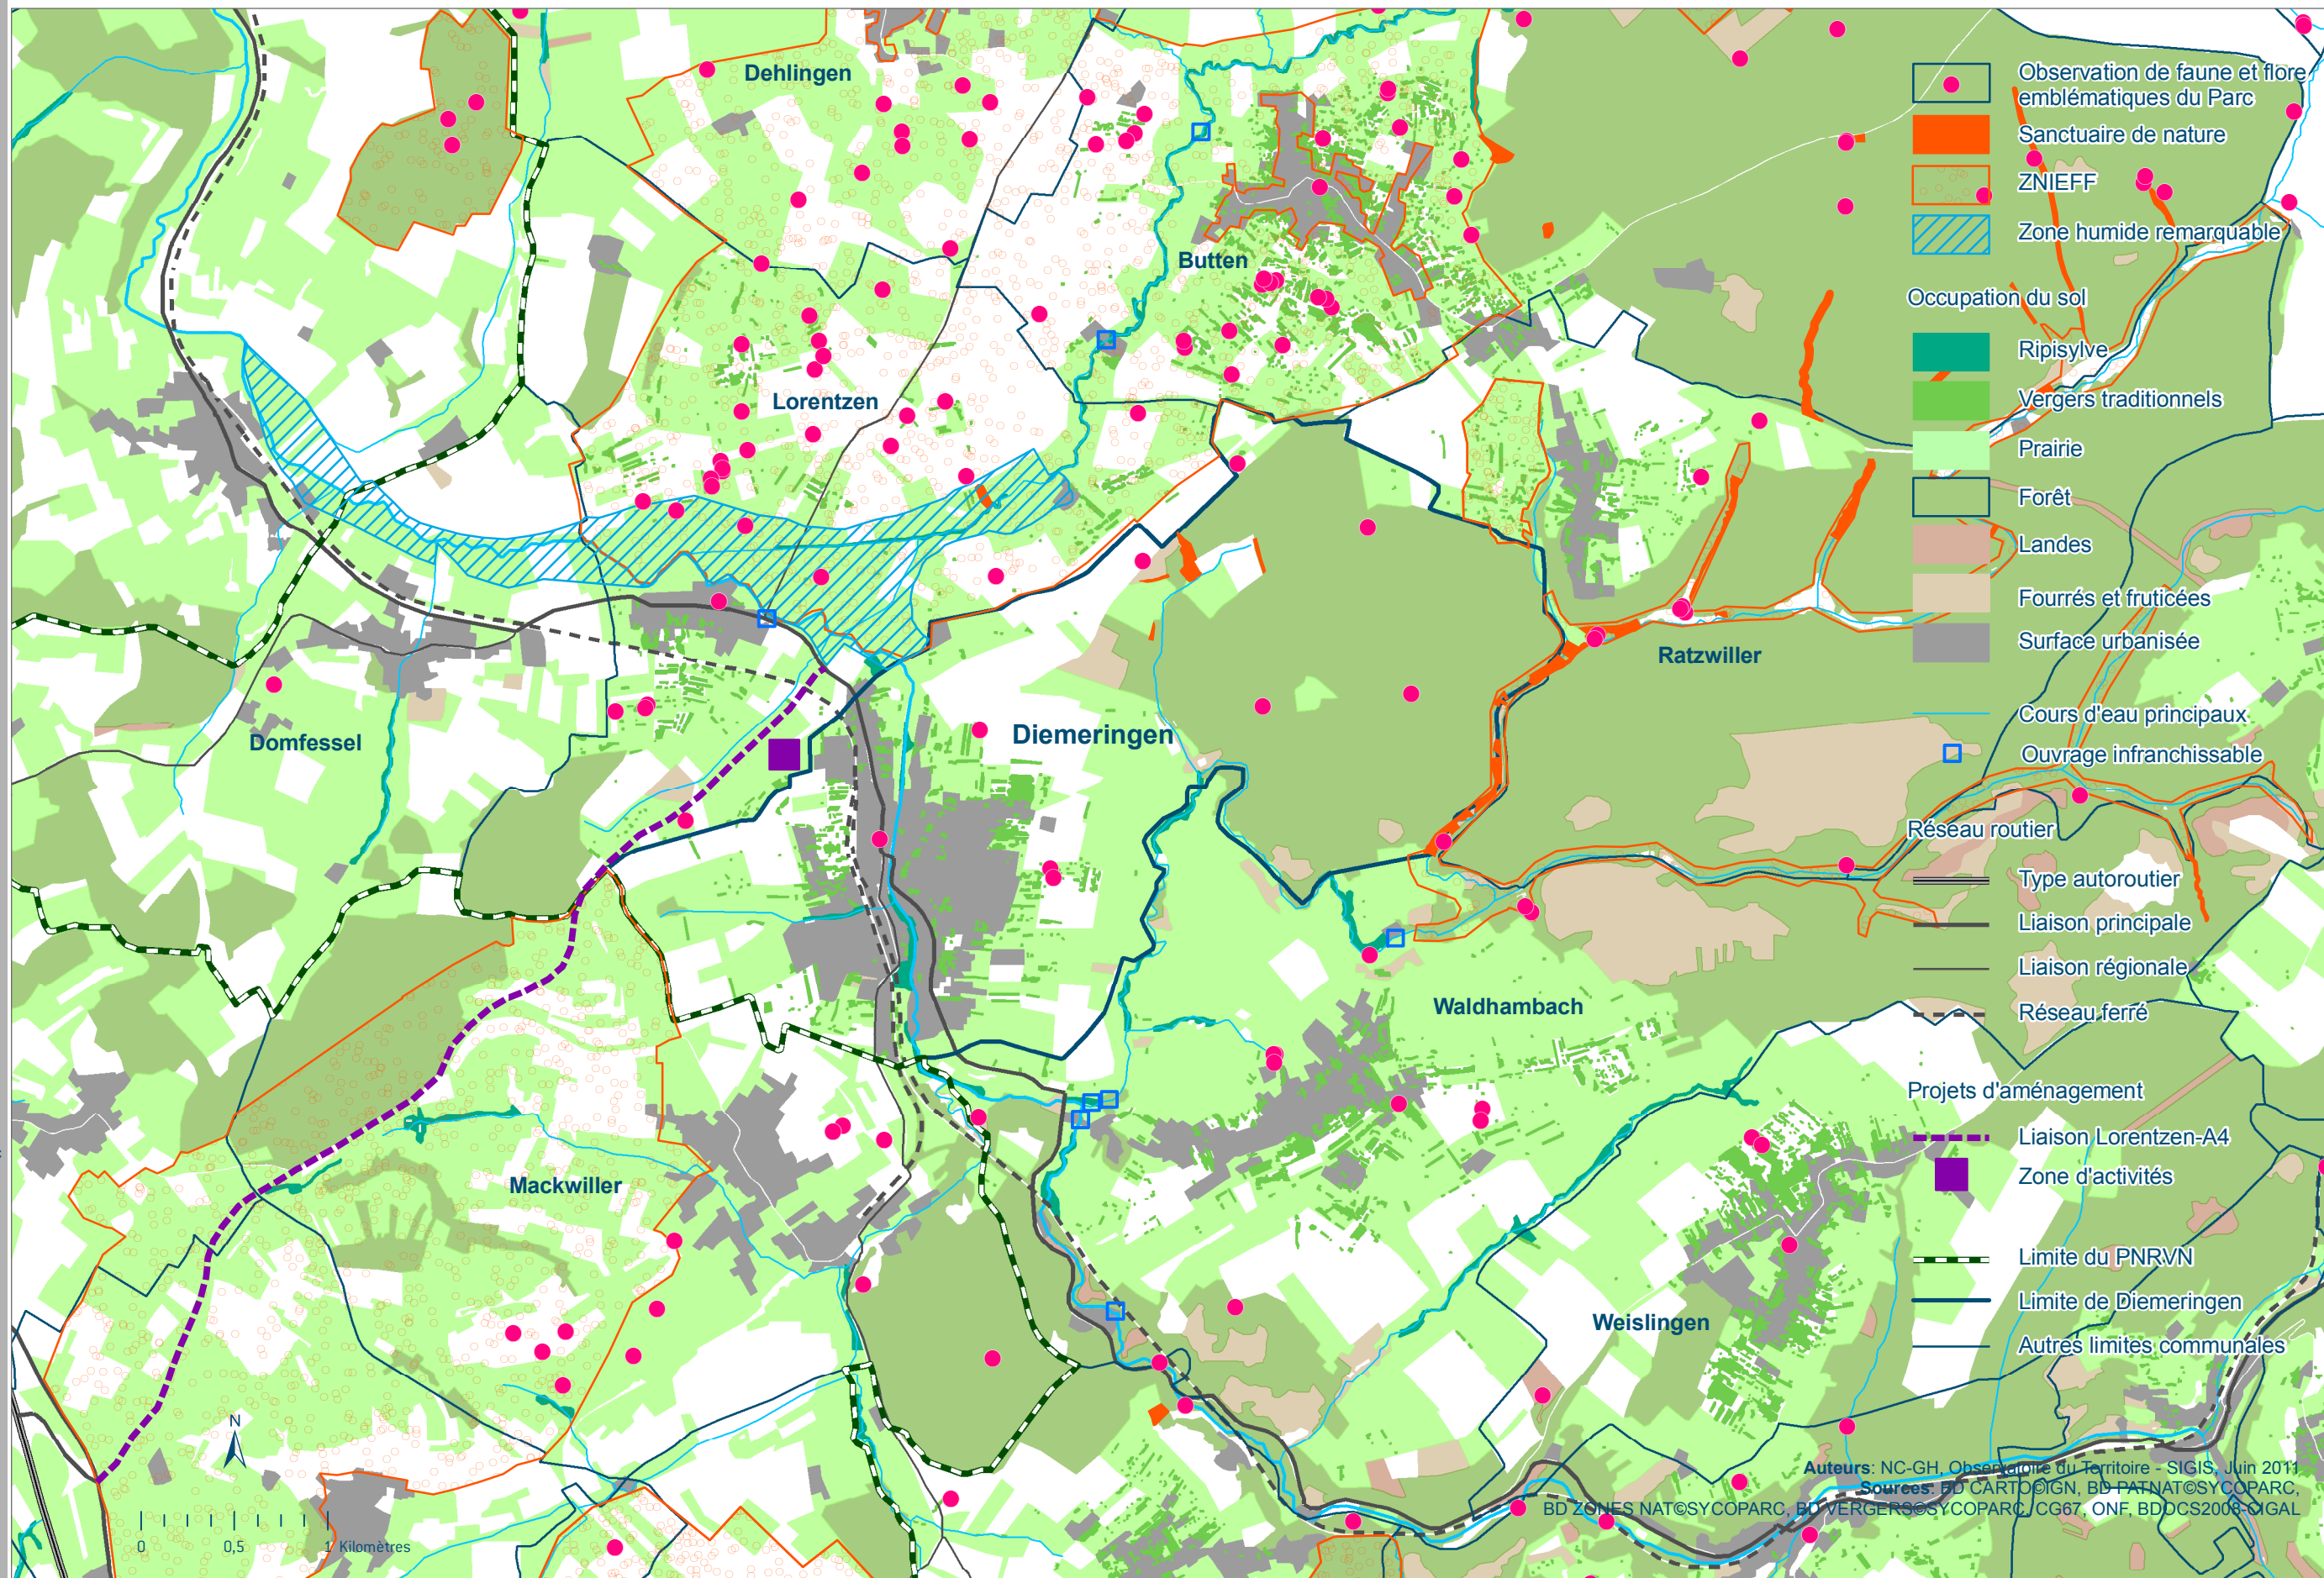 Dehlingen
Butten
Lorentzen
Domfessel
Diemeringen
Ratzwiller
Waldhambach
Mackwiller
Weislingen
Observation de faune et flore
emblématiques du Parc
Sanctuaire de nature
ZNIEFF
Zone humide remarquable
Occupation du sol
Ripisylve
Vergers traditionnels
Prairie
Forêt
Landes
Fourrés et fruticées
Surface urbanisée
Cours d'eau principaux
Ouvrage infranchissable
Réseau routier
Type autoroutier
Liaison principale
Liaison régionale
Réseau ferré
Projets d'aménagement
Liaison Lorentzen-A4
Zone d'activités
Limite du PNRVN
Limite de Diemeringen
Autres limites communales
N
0 0,5 1 Kilomètres
Auteurs: NC-GH, Observatoire du Territoire - SIGIS, Juin 2011
Sources: BD CARTO©IGN, BD PATNAT©SYCOPARC,
BD ZONES NAT©SYCOPARC, BD VERGERS©SYCOPARC/CG67, ONF, BDOCS2008-CIGAL